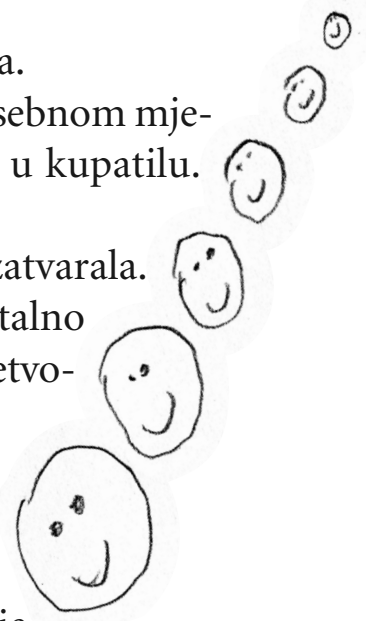 a.
sebnom mje-
u kupatilu.
zatvarala.
talno
etvo-